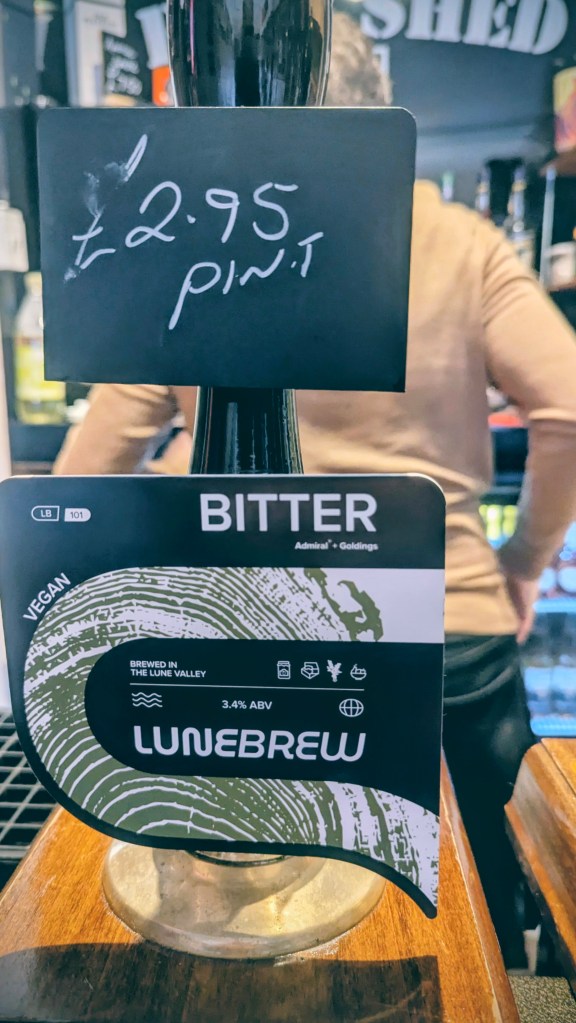 SHED
£2.95
PINT
LB 101
BITTER
Admiral + Goldings
VEGAN
BREWED IN
THE LUNE VALLEY
3.4% ABV
LUNEBREW